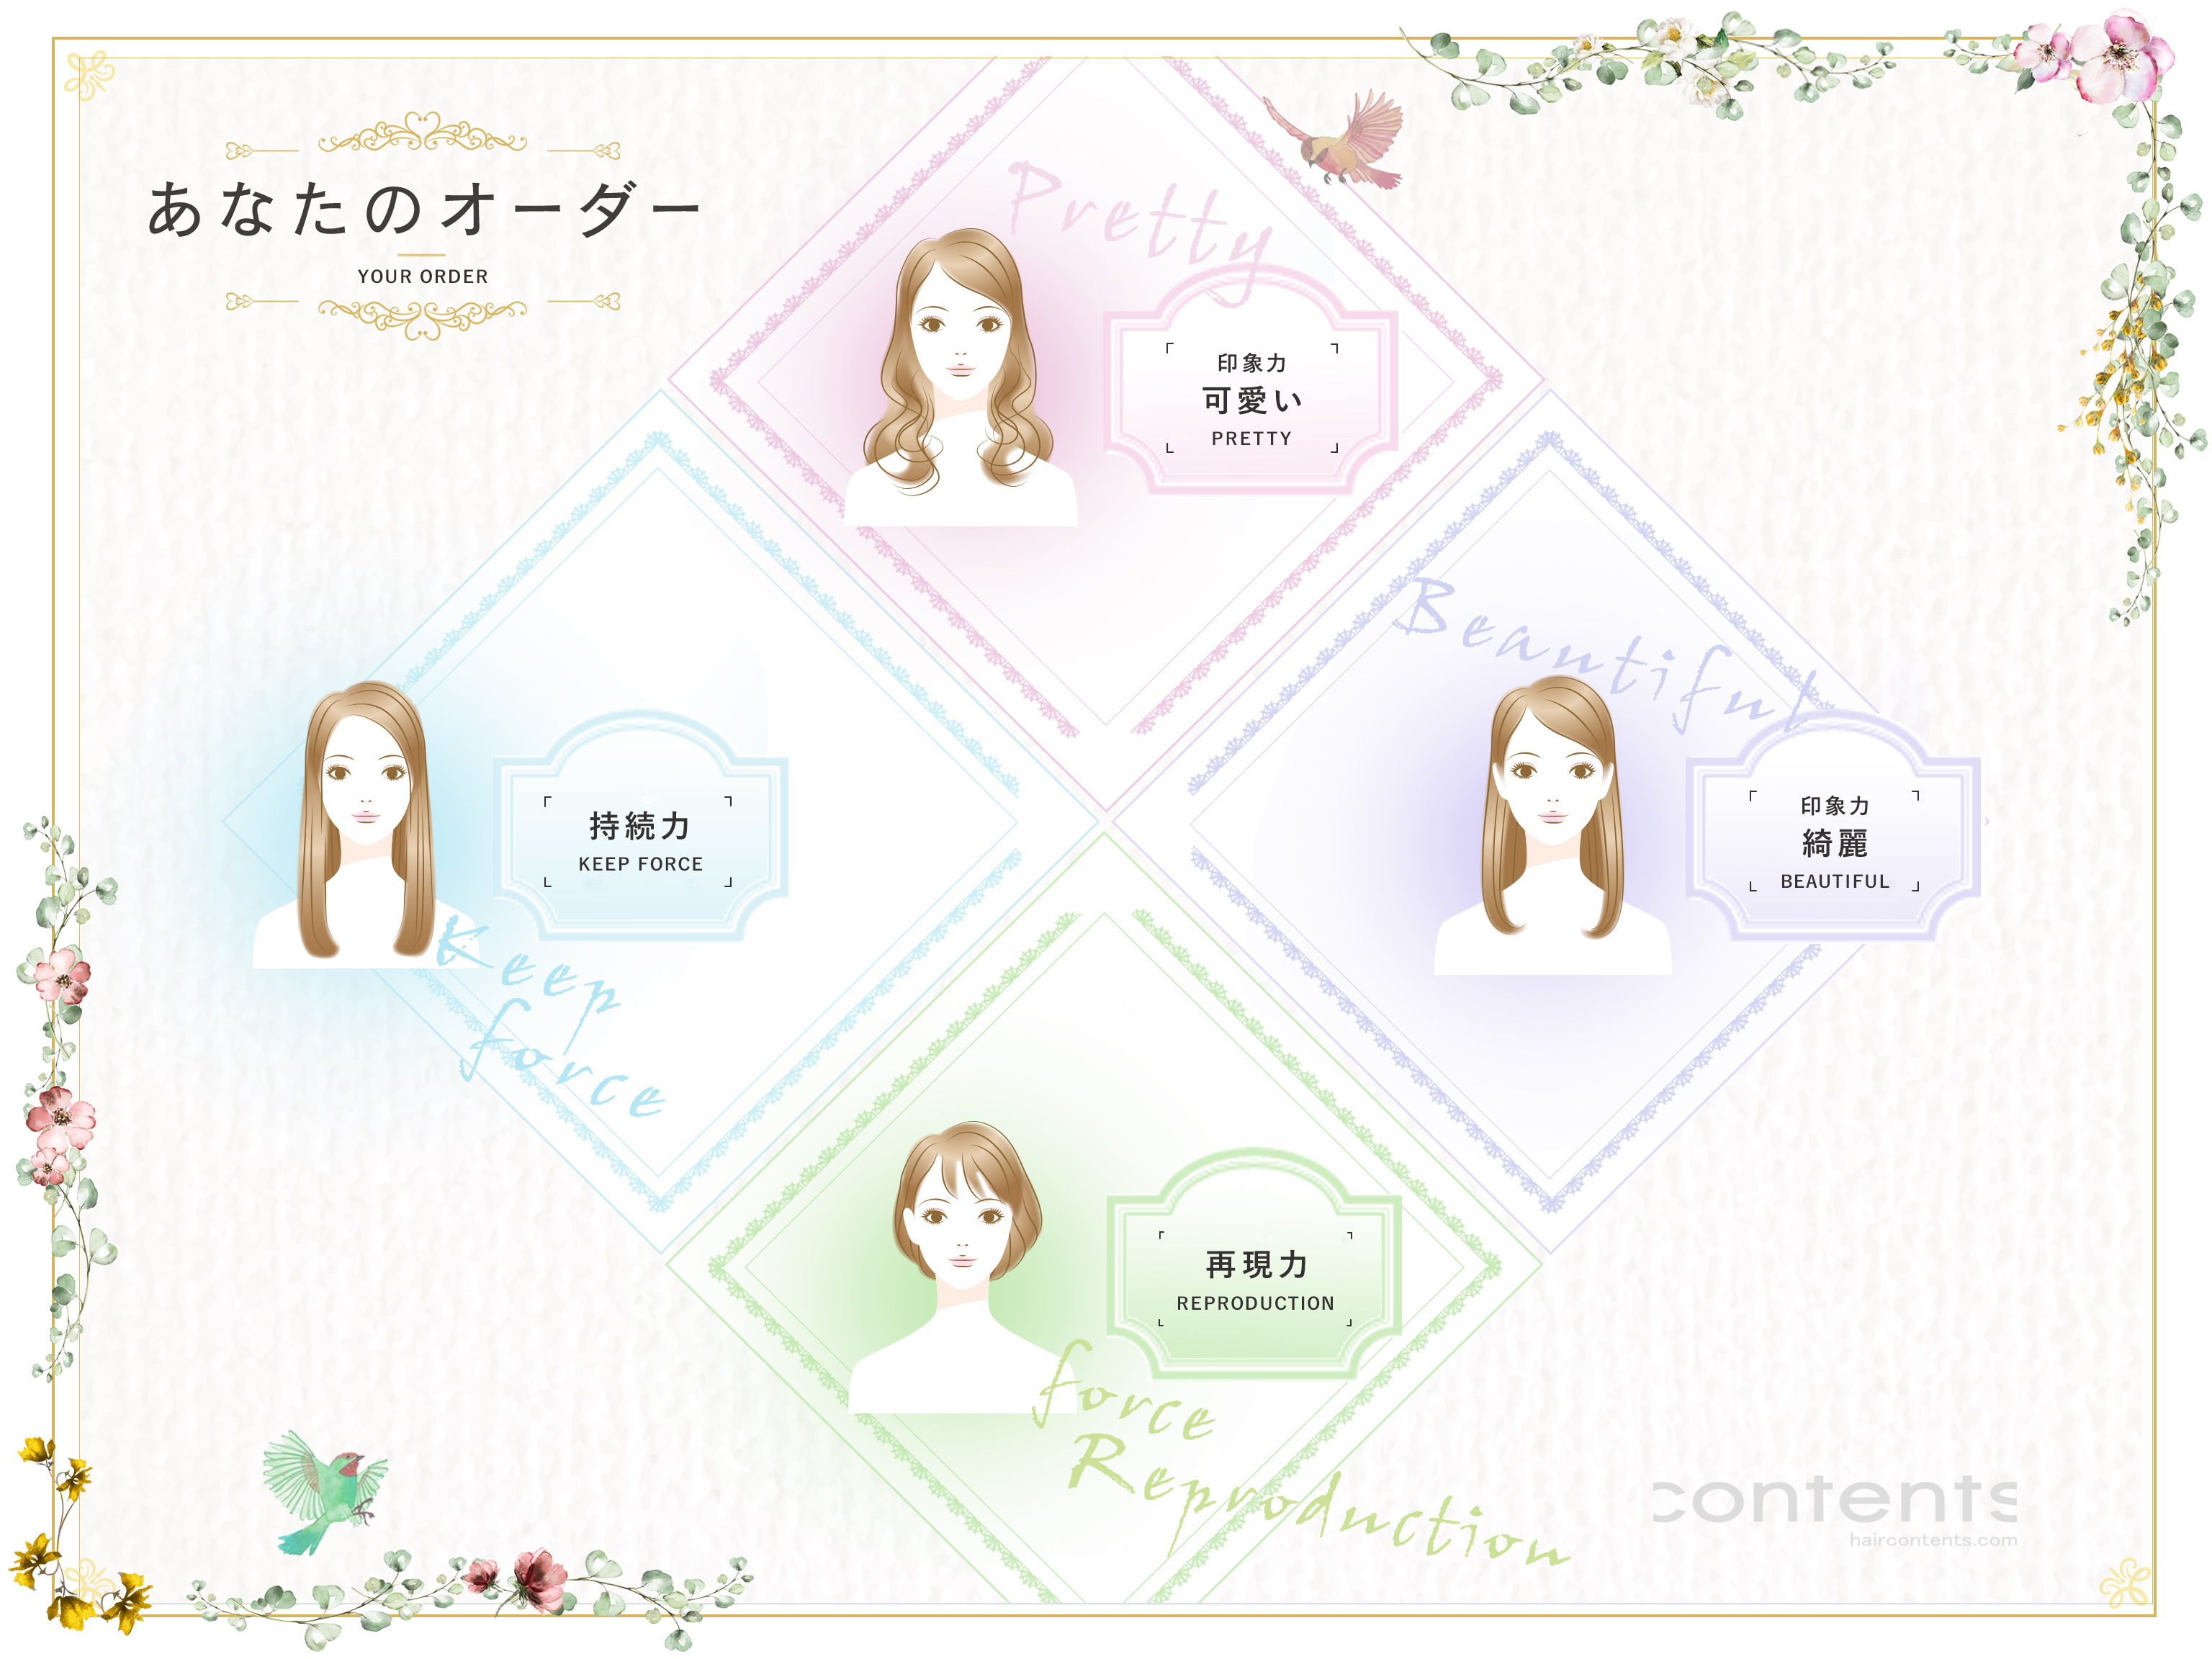 あなたのオーダー
YOUR ORDER
Pretty
印象力
可愛い
PRETTY
Beautiful
印象力
綺麗
BEAUTIFUL
持続力
KEEP FORCE
Keep
force
再現力
REPRODUCTION
force
Reproduction
contents
haircontents.com